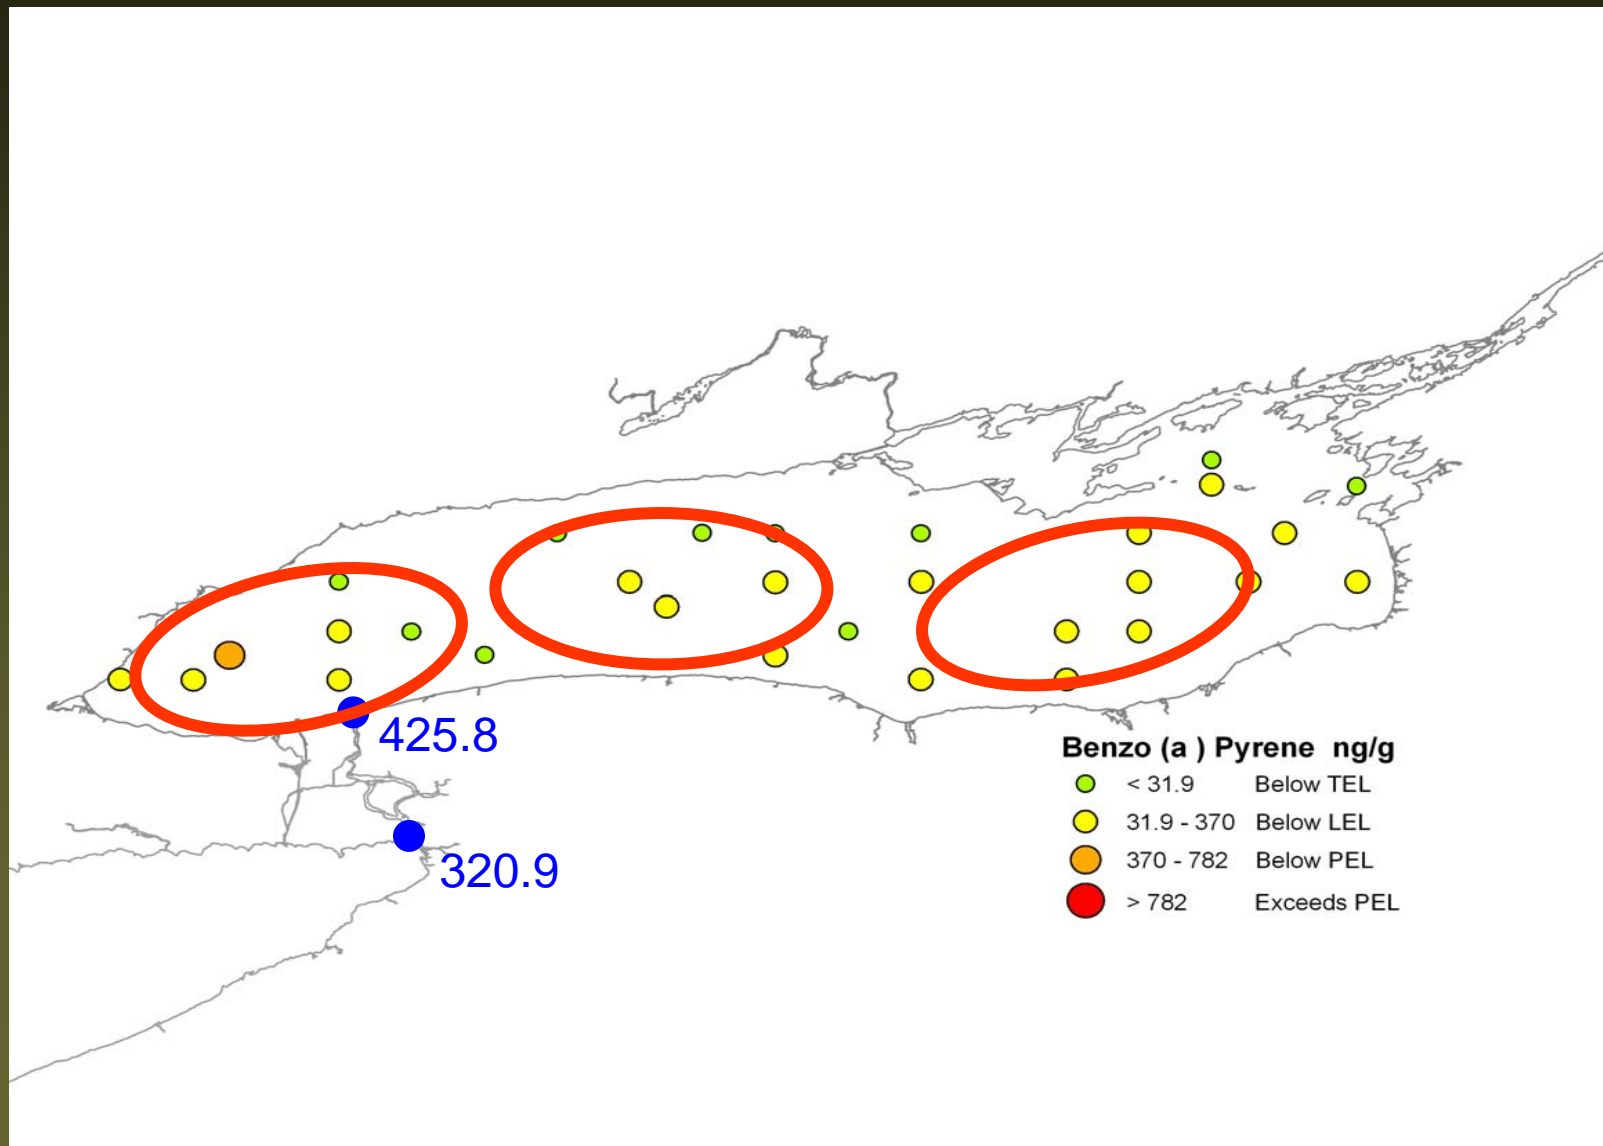 425.8
320.9
Benzo (a ) Pyrene ng/g
< 31.9 Below TEL
31.9 - 370 Below LEL
370 - 782 Below PEL
> 782 Exceeds PEL